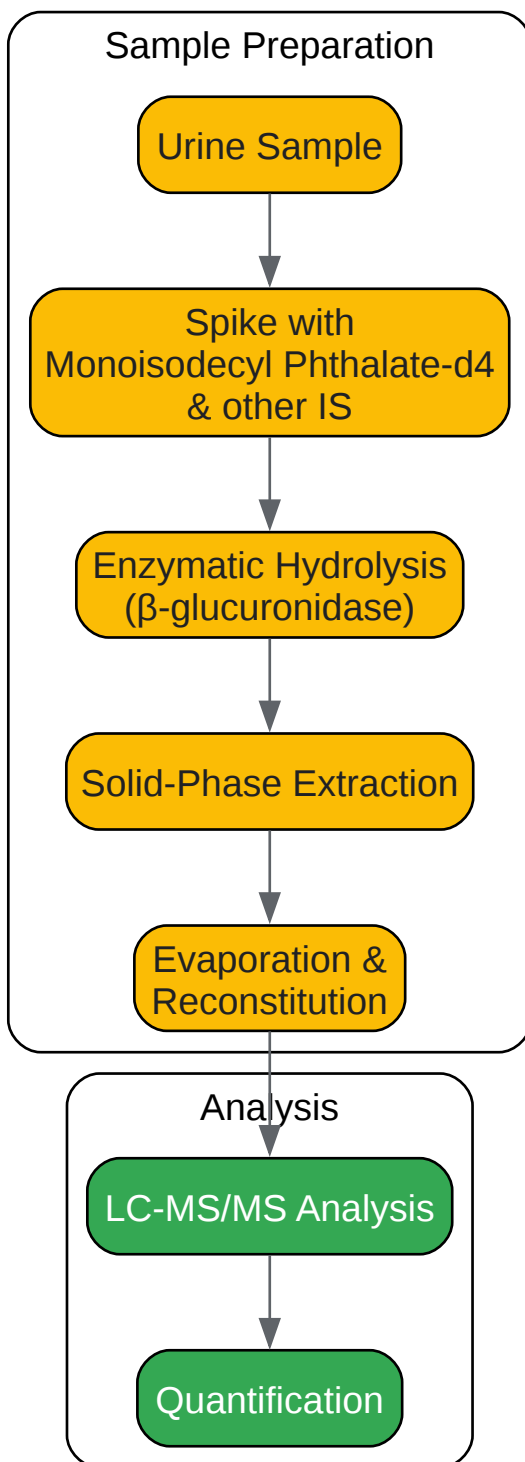 Sample Preparation
Urine Sample
Spike with
Monoisodecyl Phthalate-d4
& other IS
Enzymatic Hydrolysis
(β-glucuronidase)
Solid-Phase Extraction
Evaporation &
Reconstitution
Analysis
LC-MS/MS Analysis
Quantification